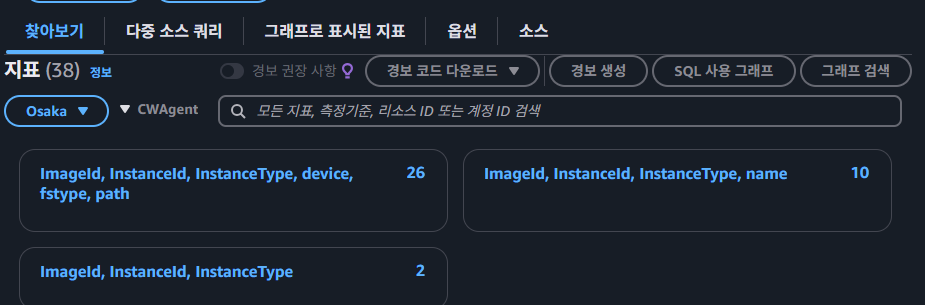 찾아보기 다중 소스 쿼리 그래프로 표시된 지표 옵션 소스
지표 (38) 정보 경보 권장 사항 경보 코드 다운로드 ▼ 경보 생성 SQL 사용 그래프 그래프 검색
Osaka ▼ ▼ CWAgent 모든 지표, 측정기준, 리소스 ID 또는 계정 ID 검색
ImageId, InstanceId, InstanceType, device, fstype, path 26
ImageId, InstanceId, InstanceType, name 10
ImageId, InstanceId, InstanceType 2